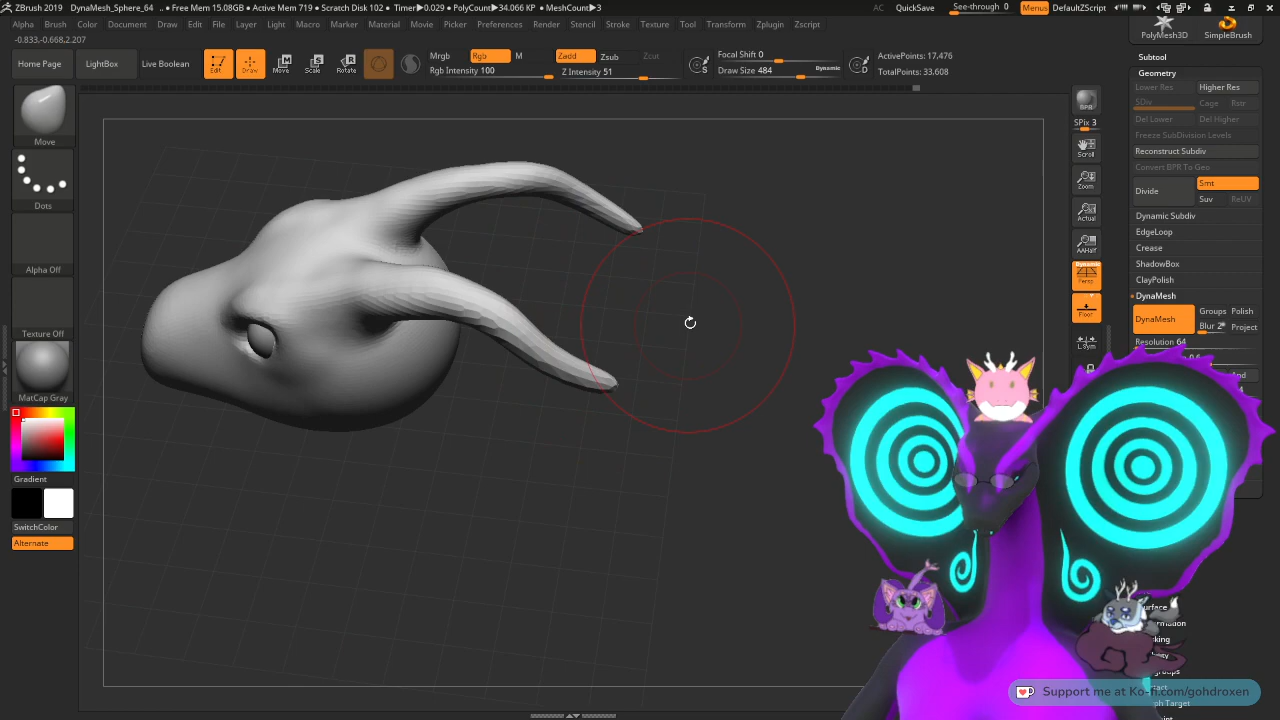 ZBrush 2019 DynaMesh_Sphere_64 .. • Free Mem 15.08GB • Active Mem 719 • Scratch Disk 102 • Timer▶0.029 • PolyCount▶34.066 KP • MeshCount▶3
AC QuickSave See-through 0 Menus DefaultZScript
Alpha Brush Color Document Draw Edit File Layer Light Macro Marker Material Movie Picker Preferences Render Stencil Stroke Texture Tool Transform Zplugin Zscript
-0.833,-0.668,2.207
Home Page LightBox Live Boolean Edit Draw Move Scale Rotate
Mrgb Rgb M Zadd Zsub Zcut
Rgb Intensity 100 Z Intensity 51
Focal Shift 0
Draw Size 484 Dynamic
ActivePoints: 17,476
TotalPoints: 33,608
PolyMesh3D SimpleBrush
Subtool
Geometry
Lower Res Higher Res
SDiv Cage Rstr
Del Lower Del Higher
Freeze SubDivision Levels
Reconstruct Subdiv
Convert BPR To Geo
Divide Smt
Suv ReUV
Dynamic Subdiv
EdgeLoop
Crease
ShadowBox
ClayPolish
DynaMesh
DynaMesh Groups Polish
Blur 2 Project
Resolution 64
BPR
SPix 3
Scroll
Zoom
Actual
AAHalf
Dynamic
Persp
Floor
L.Sym
Move
Dots
Alpha Off
Texture Off
MatCap Gray
Gradient
SwitchColor
Alternate
Support me at Ko-fi.com/gohdroxen